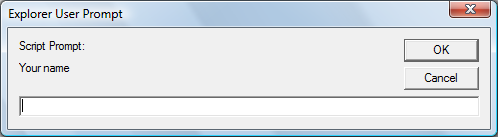 Explorer User Prompt
Script Prompt:
OK
Your name
Cancel